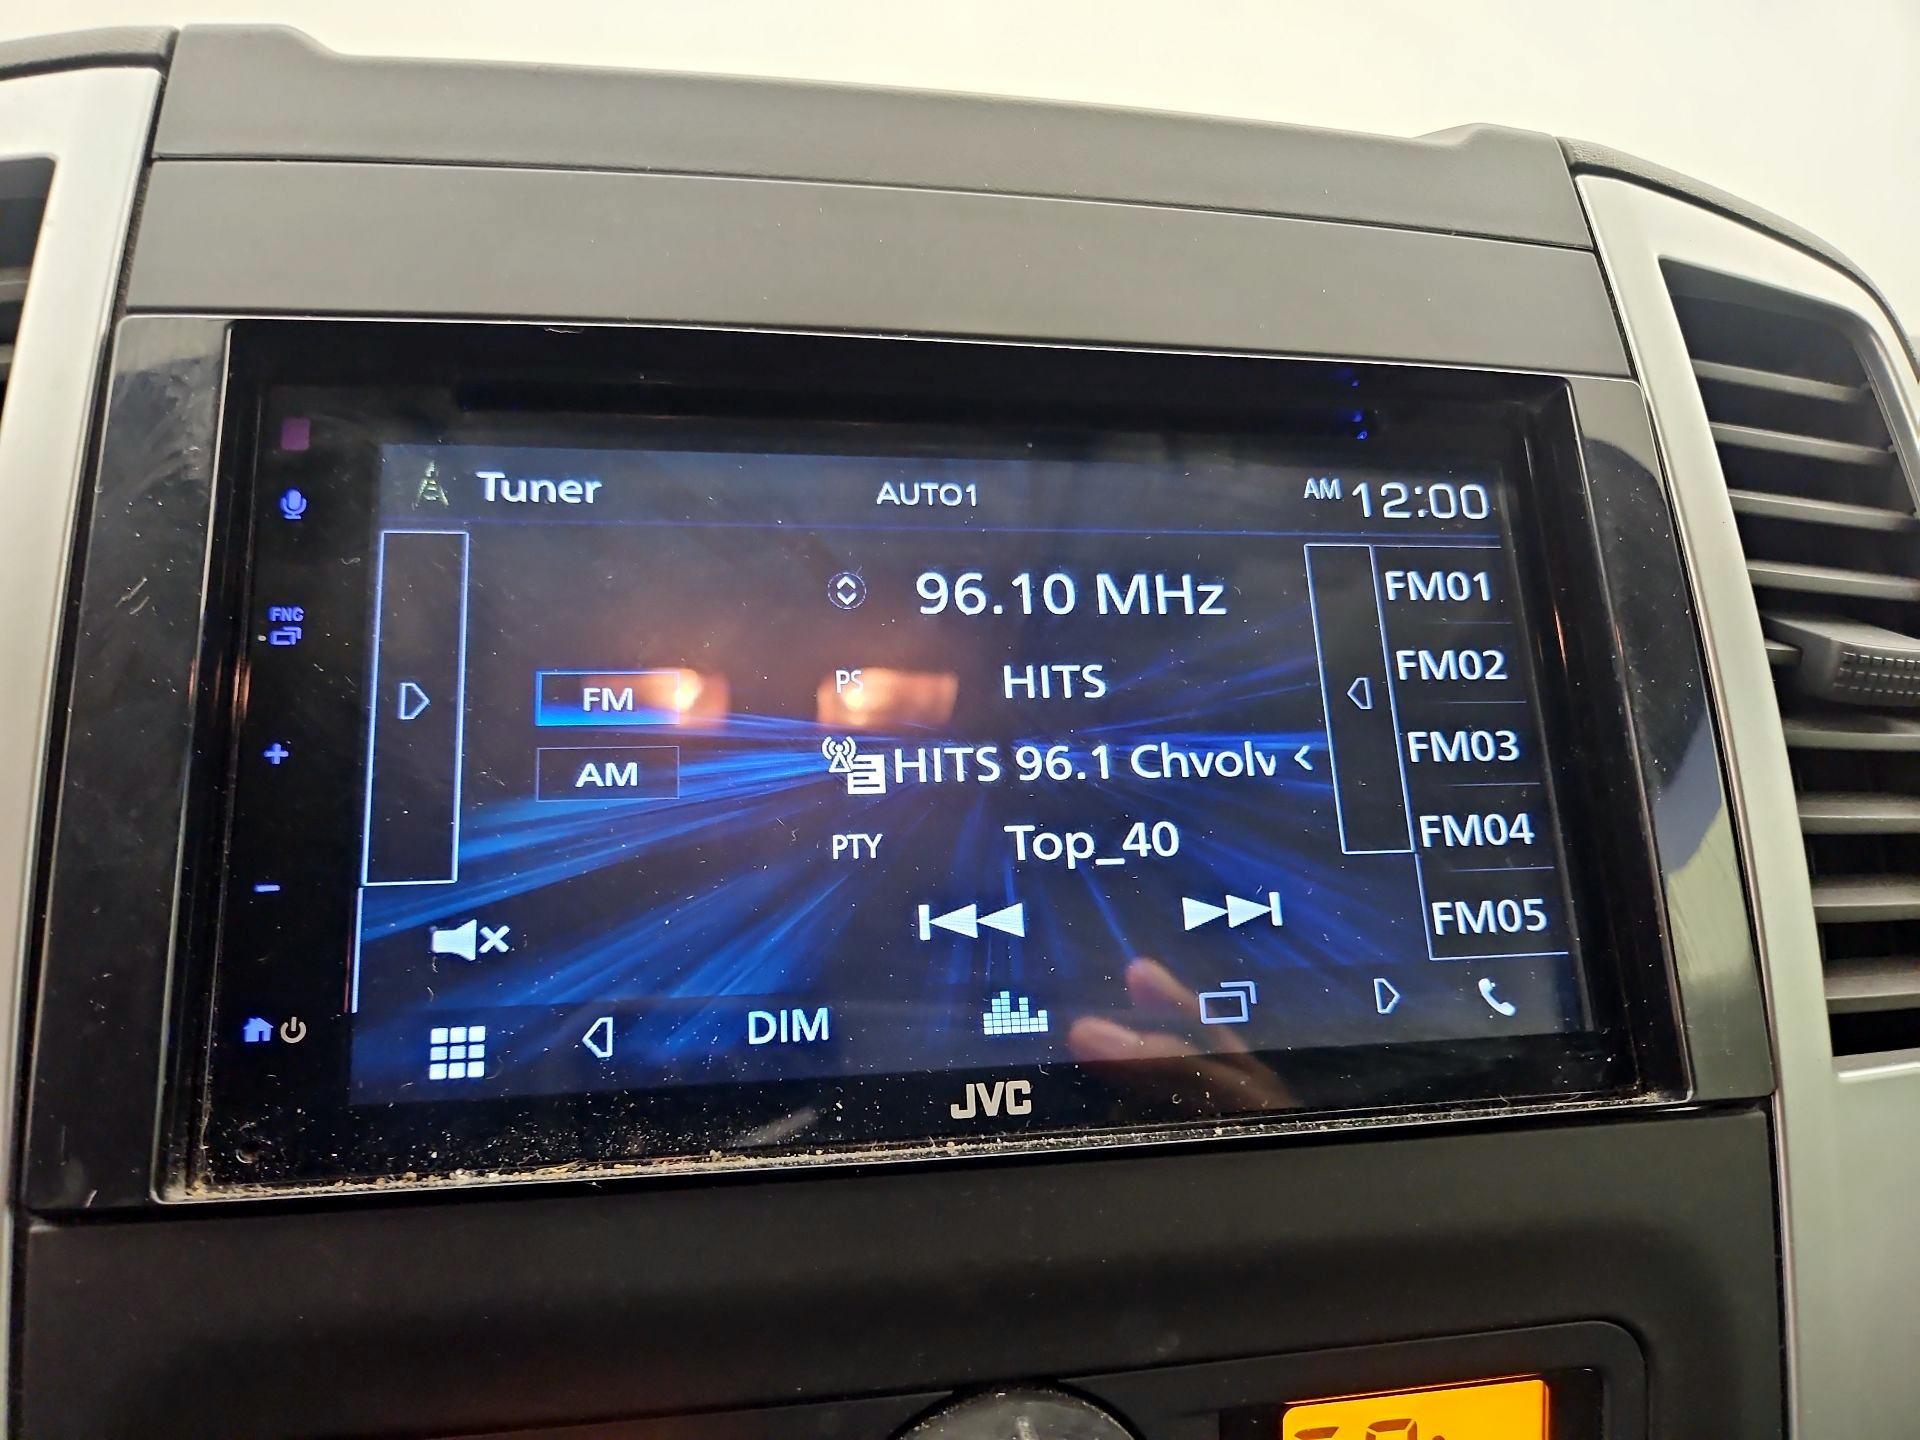 Tuner AUTO1 AM 12:00
96.10 MHz FM01
PS HITS FM02
FM
HITS 96.1 Chvolv < FM03
AM
PTY Top_40 FM04
FM05
FNC
+
-
DIM
JVC